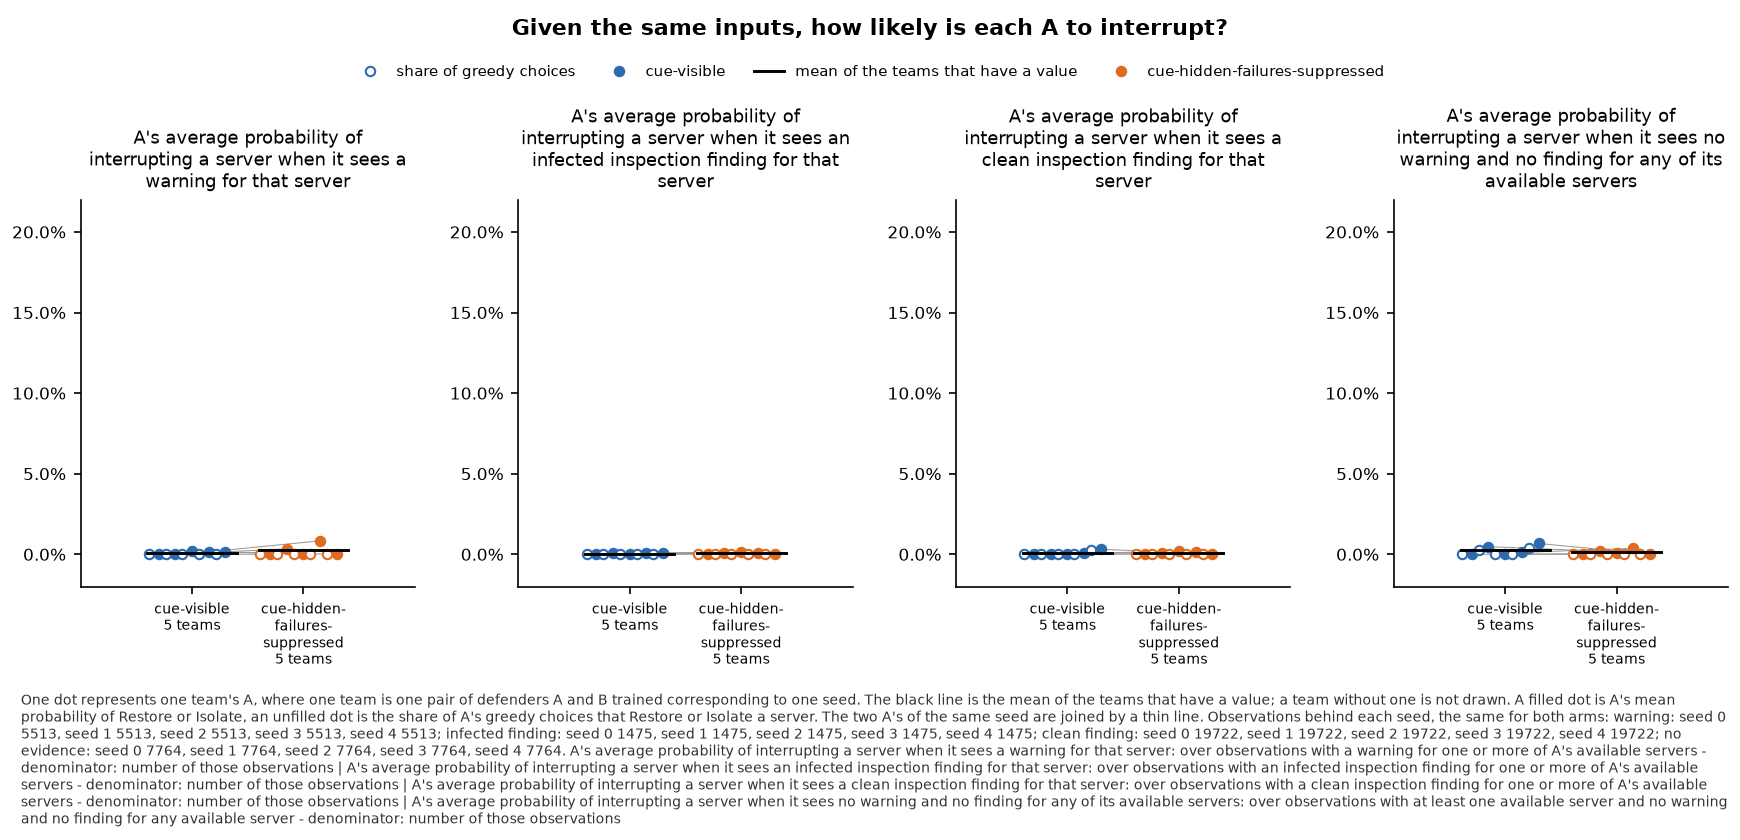 Given the same inputs, how likely is each A to interrupt?
share of greedy choices
cue-visible
mean of the teams that have a value
cue-hidden-failures-suppressed
A's average probability of
interrupting a server when it sees a
warning for that server
A's average probability of
interrupting a server when it sees an
infected inspection finding for that
server
A's average probability of
interrupting a server when it sees a
clean inspection finding for that
server
A's average probability of
interrupting a server when it sees no
warning and no finding for any of its
available servers
20.0%
15.0%
10.0%
5.0%
0.0%
20.0%
15.0%
10.0%
5.0%
0.0%
20.0%
15.0%
10.0%
5.0%
0.0%
20.0%
15.0%
10.0%
5.0%
0.0%
cue-visible
5 teams
cue-hidden-
failures-
suppressed
5 teams
cue-visible
5 teams
cue-hidden-
failures-
suppressed
5 teams
cue-visible
5 teams
cue-hidden-
failures-
suppressed
5 teams
cue-visible
5 teams
cue-hidden-
failures-
suppressed
5 teams
One dot represents one team's A, where one team is one pair of defenders A and B trained corresponding to one seed. The black line is the mean of the teams that have a value; a team without one is not drawn. A filled dot is A's mean
probability of Restore or Isolate, an unfilled dot is the share of A's greedy choices that Restore or Isolate a server. The two A's of the same seed are joined by a thin line. Observations behind each seed, the same for both arms: warning: seed 0
5513, seed 1 5513, seed 2 5513, seed 3 5513, seed 4 5513; infected finding: seed 0 1475, seed 1 1475, seed 2 1475, seed 3 1475, seed 4 1475; clean finding: seed 0 19722, seed 1 19722, seed 2 19722, seed 3 19722, seed 4 19722; no
evidence: seed 0 7764, seed 1 7764, seed 2 7764, seed 3 7764, seed 4 7764. A's average probability of interrupting a server when it sees a warning for that server: over observations with a warning for one or more of A's available servers -
denominator: number of those observations | A's average probability of interrupting a server when it sees an infected inspection finding for that server: over observations with an infected inspection finding for one or more of A's available
servers - denominator: number of those observations | A's average probability of interrupting a server when it sees a clean inspection finding for that server: over observations with a clean inspection finding for one or more of A's available
servers - denominator: number of those observations | A's average probability of interrupting a server when it sees no warning and no finding for any of its available servers: over observations with at least one available server and no warning
and no finding for any available server - denominator: number of those observations